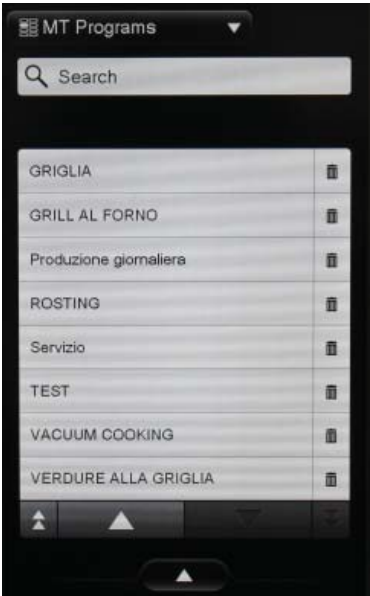 MT Programs
Search
GRIGLIA
GRILL AL FORNO
Produzione giornaliera
ROSTING
Servizio
TEST
VACUUM COOKING
VERDURE ALLA GRIGLIA